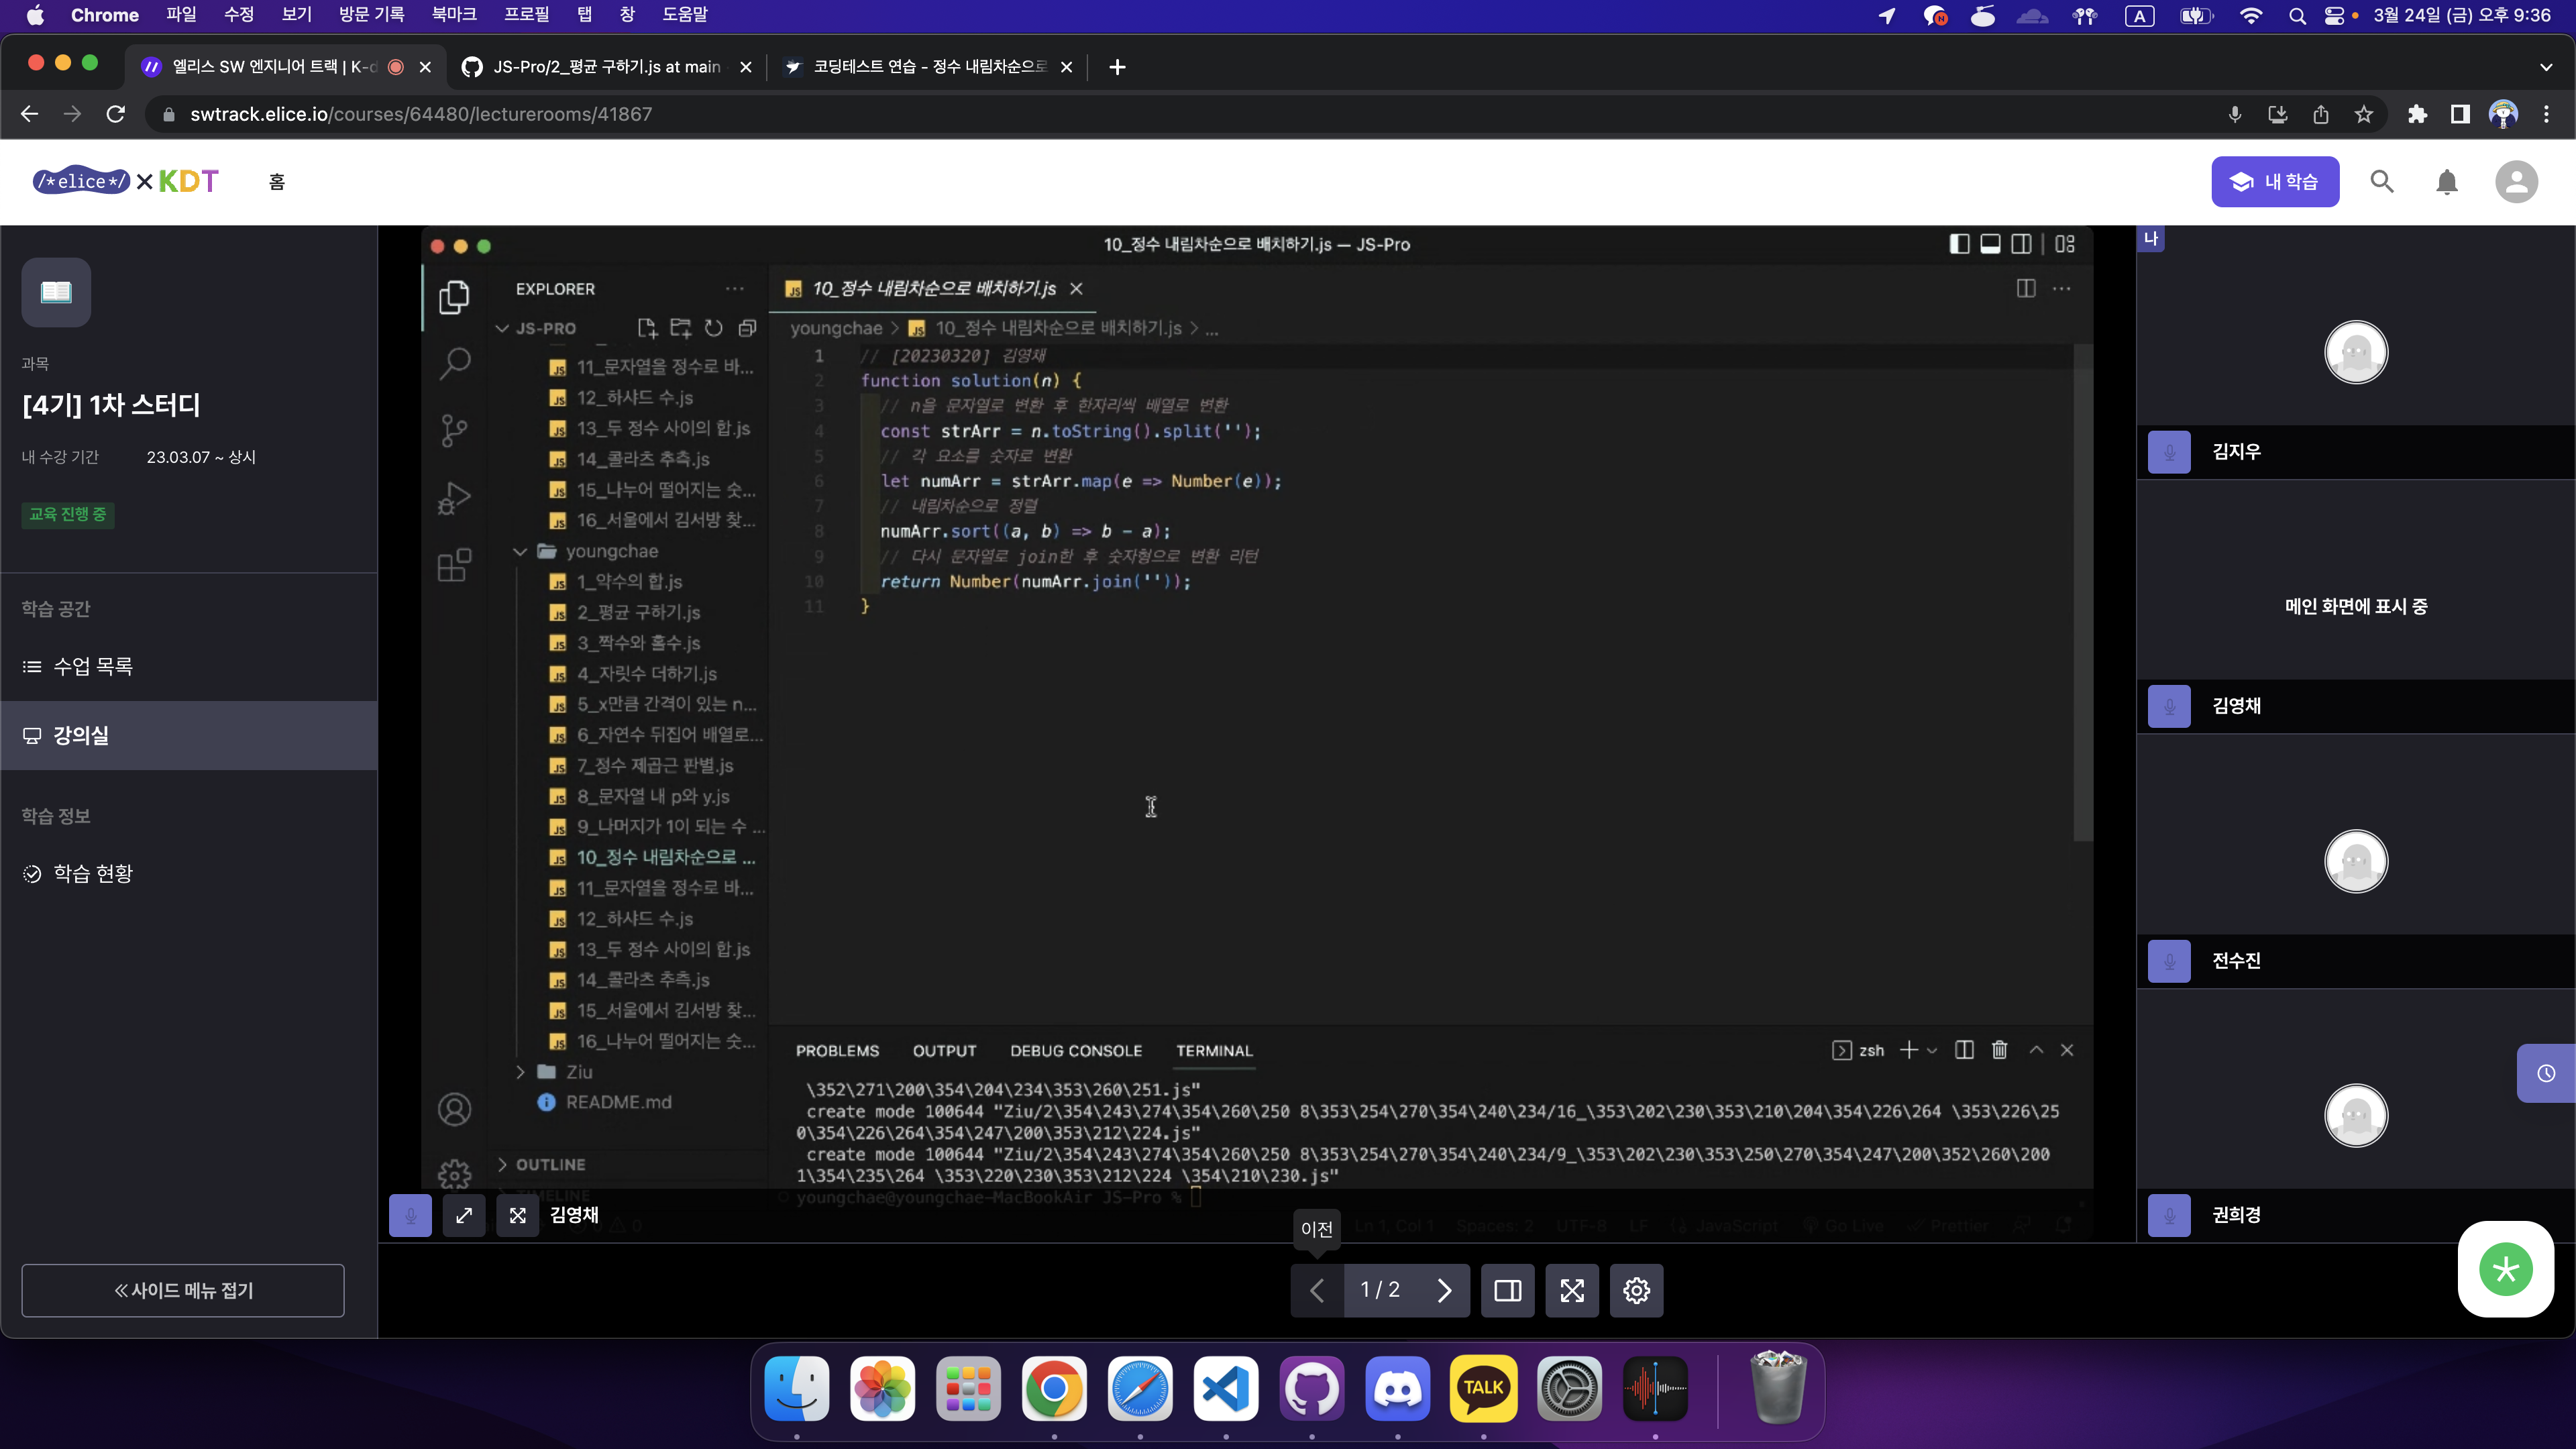 Chrome 파일 수정 보기 방문 기록 북마크 프로필 탭 창 도움말 A 3월 24일 (금) 오후 9:36
엘리스 SW 엔지니어 트랙 | K-d
JS-Pro/2_평균 구하기.js at main
코딩테스트 연습 - 정수 내림차순으로
swtrack.elice.io/courses/64480/lecturerooms/41867
/*elice*/ × KDT 홈 내 학습
과목
[4기] 1차 스터디
내 수강 기간 23.03.07 ~ 상시
교육 진행 중
학습 공간
수업 목록
강의실
학습 정보
학습 현황
사이드 메뉴 접기
10_정수 내림차순으로 배치하기.js — JS-Pro
EXPLORER
JS-PRO
11_문자열을 정수로 바...
12_하샤드 수.js
13_두 정수 사이의 합.js
14_콜라츠 추측.js
15_나누어 떨어지는 숫...
16_서울에서 김서방 찾...
youngchae
1_약수의 합.js
2_평균 구하기.js
3_짝수와 홀수.js
4_자릿수 더하기.js
5_x만큼 간격이 있는 n...
6_자연수 뒤집어 배열로...
7_정수 제곱근 판별.js
8_문자열 내 p와 y.js
9_나머지가 1이 되는 수 ...
10_정수 내림차순으로 ...
11_문자열을 정수로 바...
12_하샤드 수.js
13_두 정수 사이의 합.js
14_콜라츠 추측.js
15_서울에서 김서방 찾...
16_나누어 떨어지는 숫...
Ziu
README.md
OUTLINE
TIMELINE
10_정수 내림차순으로 배치하기.js
youngchae > 10_정수 내림차순으로 배치하기.js > ...
1 // [20230320] 김영채
2 function solution(n) {
3 // n을 문자열로 변환 후 한자리씩 배열로 변환
4 const strArr = n.toString().split('');
5 // 각 요소를 숫자로 변환
6 let numArr = strArr.map(e => Number(e));
7 // 내림차순으로 정렬
8 numArr.sort((a, b) => b - a);
9 // 다시 문자열로 join한 후 숫자형으로 변환 리턴
10 return Number(numArr.join(''));
11 }
PROBLEMS OUTPUT DEBUG CONSOLE TERMINAL zsh
\352\271\200\354\204\234\353\260\251.js"
create mode 100644 "Ziu/2\354\243\274\354\260\250 8\353\254\270\354\240\234/16_\353\202\230\353\210\204\354\226\264 \353\226\25
0\354\226\264\354\247\200\353\212\224.js"
create mode 100644 "Ziu/2\354\243\274\354\260\250 8\353\254\270\354\240\234/9_\353\202\230\353\250\270\354\247\200\352\260\200
1\354\235\264 \353\220\230\353\212\224 \354\210\230.js"
youngchae@youngchae-MacBookAir JS-Pro %
Ln 1, Col 1 Spaces: 2 UTF-8 LF JavaScript Go Live Prettier
김영채
이전
1 / 2
나
김지우
메인 화면에 표시 중
김영채
전수진
권희경
TALK